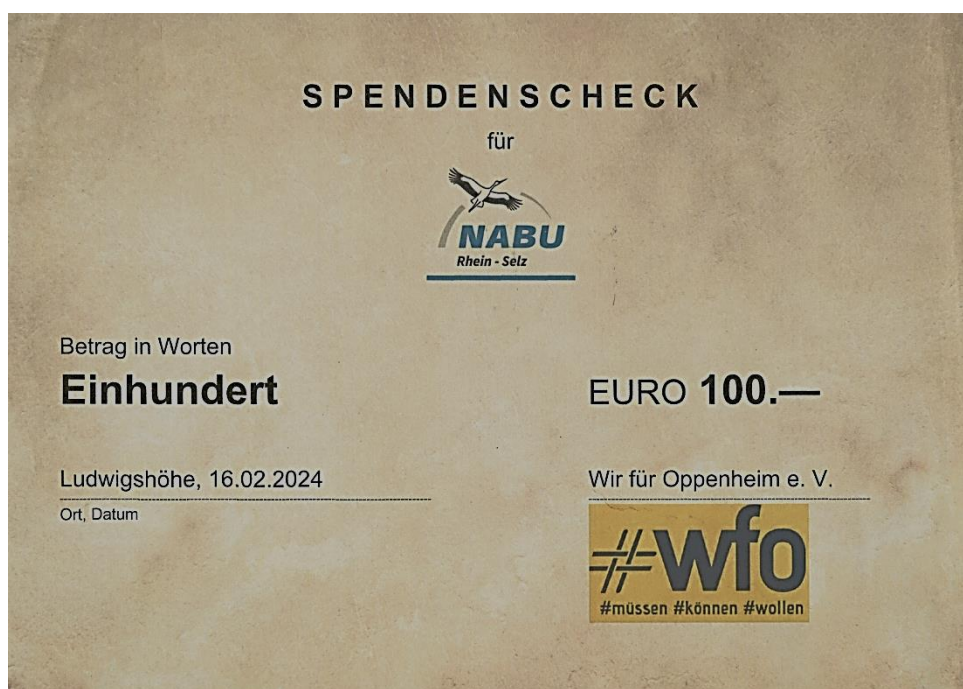 SPENDENSCHECK
für
NABU
Rhein - Selz
Betrag in Worten
Einhundert
EURO 100.—
Ludwigshöhe, 16.02.2024
Wir für Oppenheim e. V.
Ort, Datum
#wfo
#müssen #können #wollen